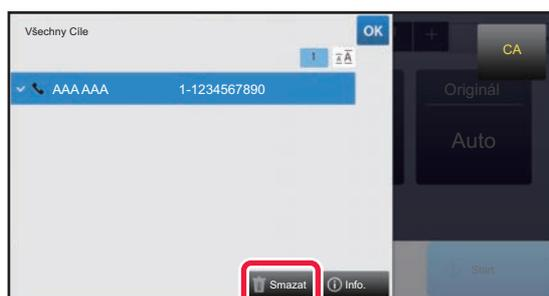 Všechny Cíle
OK
CA
1
AAA AAA 1-1234567890
Originál
Auto
Smazat
Info.
Start